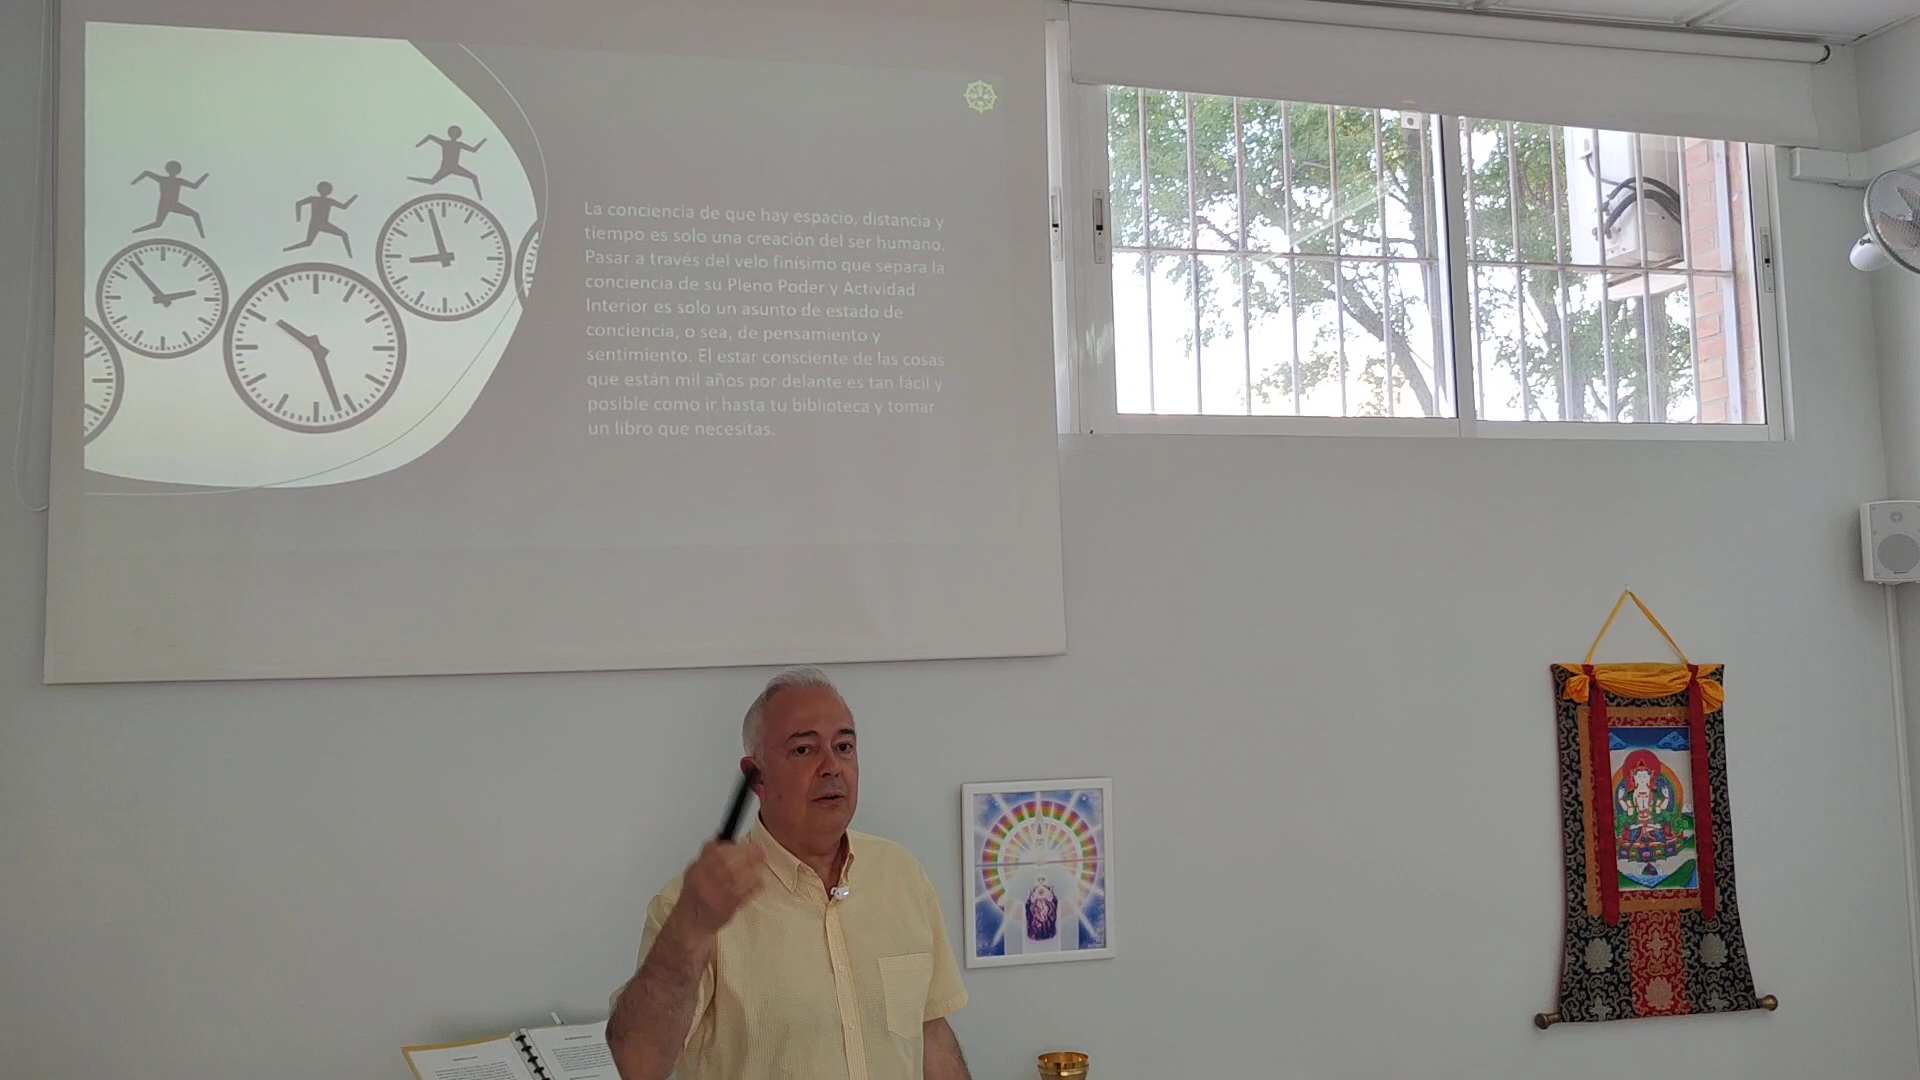 La conciencia de que hay espacio, distancia y
tiempo es solo una creación del ser humano.
Pasar a través del velo finísimo que separa la
conciencia de su Pleno Poder y Actividad
Interior es solo un asunto de estado de
conciencia, o sea, de pensamiento y
sentimiento. El estar consciente de las cosas
que están mil años por delante es tan fácil y
posible como ir hasta tu biblioteca y tomar
un libro que necesitas.